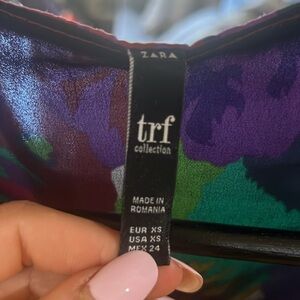 ZARA
trf
collection
MADE IN
ROMANIA
EUR XS
USA XS
MEX 24